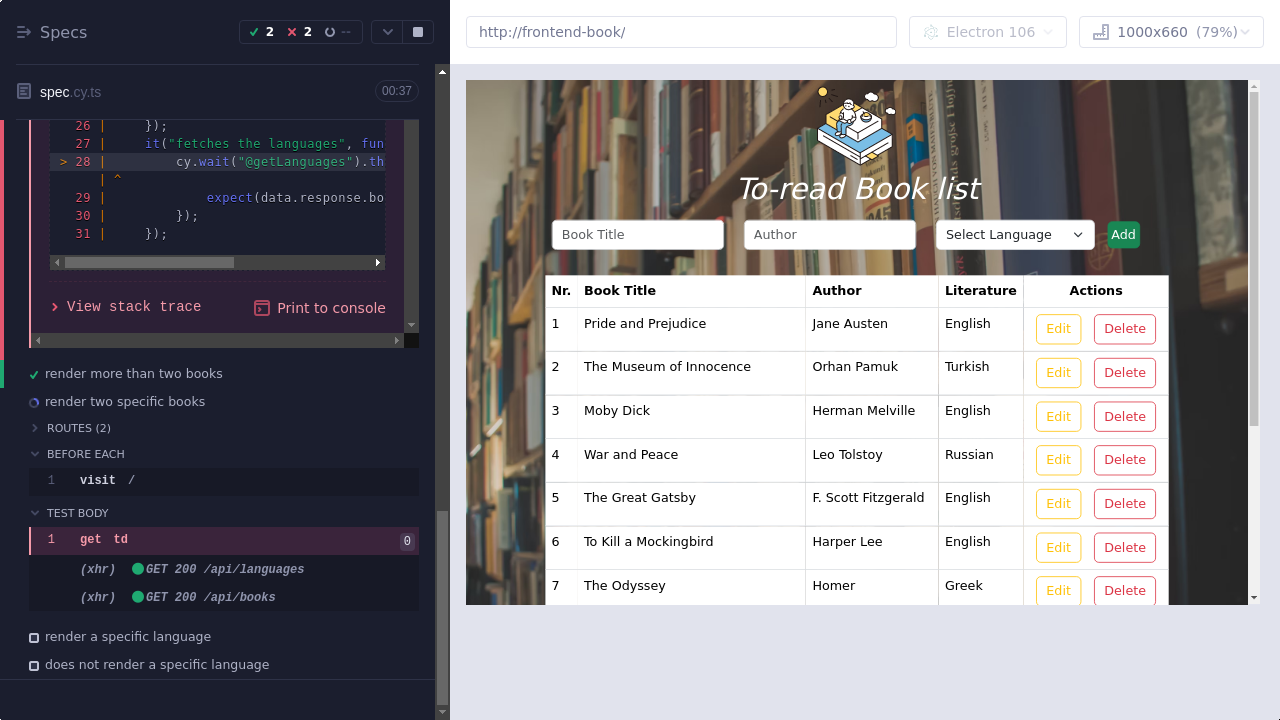 Specs
2
2
--
spec.cy.ts
00:37
26 | });
27 | it("fetches the languages", fun
> 28 | cy.wait("@getLanguages").th
| ^
29 | expect(data.response.bo
30 | });
31 | });
View stack trace
Print to console
render more than two books
render two specific books
ROUTES (2)
BEFORE EACH
1 visit /
TEST BODY
1 get td 0
(xhr) GET 200 /api/languages
(xhr) GET 200 /api/books
render a specific language
does not render a specific language
http://frontend-book/
Electron 106
1000x660 (79%)
To-read Book list
Book Title
Author
Select Language
Add
Nr. Book Title Author Literature Actions
1 Pride and Prejudice Jane Austen English Edit Delete
2 The Museum of Innocence Orhan Pamuk Turkish Edit Delete
3 Moby Dick Herman Melville English Edit Delete
4 War and Peace Leo Tolstoy Russian Edit Delete
5 The Great Gatsby F. Scott Fitzgerald English Edit Delete
6 To Kill a Mockingbird Harper Lee English Edit Delete
7 The Odyssey Homer Greek Edit Delete